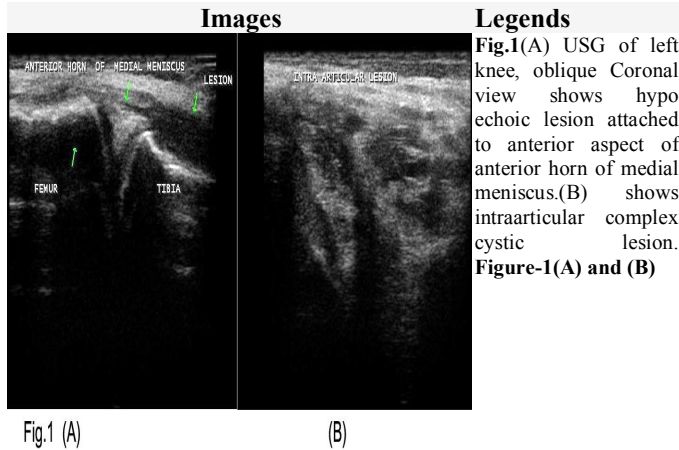 Images Legends
ANTERIOR HORN OF MEDIAL MENISCUS
LESION
FEMUR
TIBIA
INTRA ARTICULAR LESION
Fig.1 (A)
(B)
Fig.1(A) USG of left
knee, oblique Coronal
view shows hypo
echoic lesion attached
to anterior aspect of
anterior horn of medial
meniscus.(B) shows
intraarticular complex
cystic lesion.
Figure-1(A) and (B)